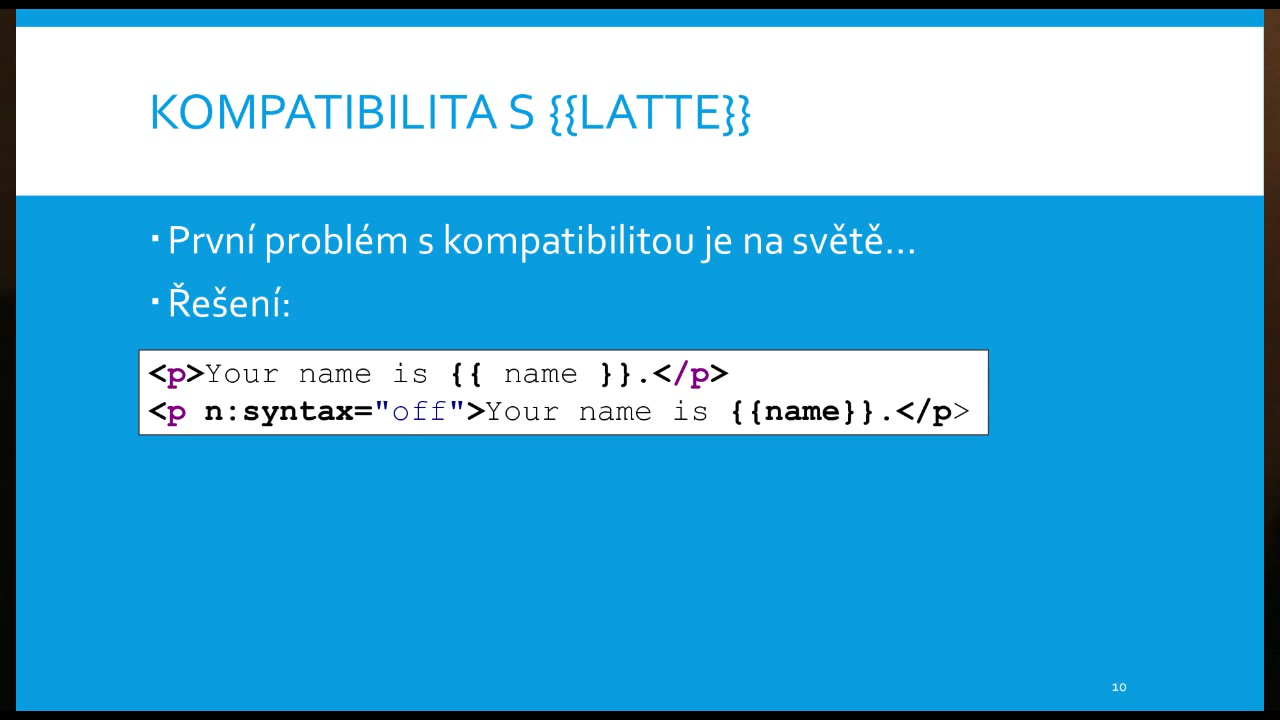 KOMPATIBILITA S {{LATTE}}
▪ První problém s kompatibilitou je na světě…
▪ Řešení:
<p>Your name is {{ name }}.</p>
<p n:syntax="off">Your name is {{name}}.</p>
10